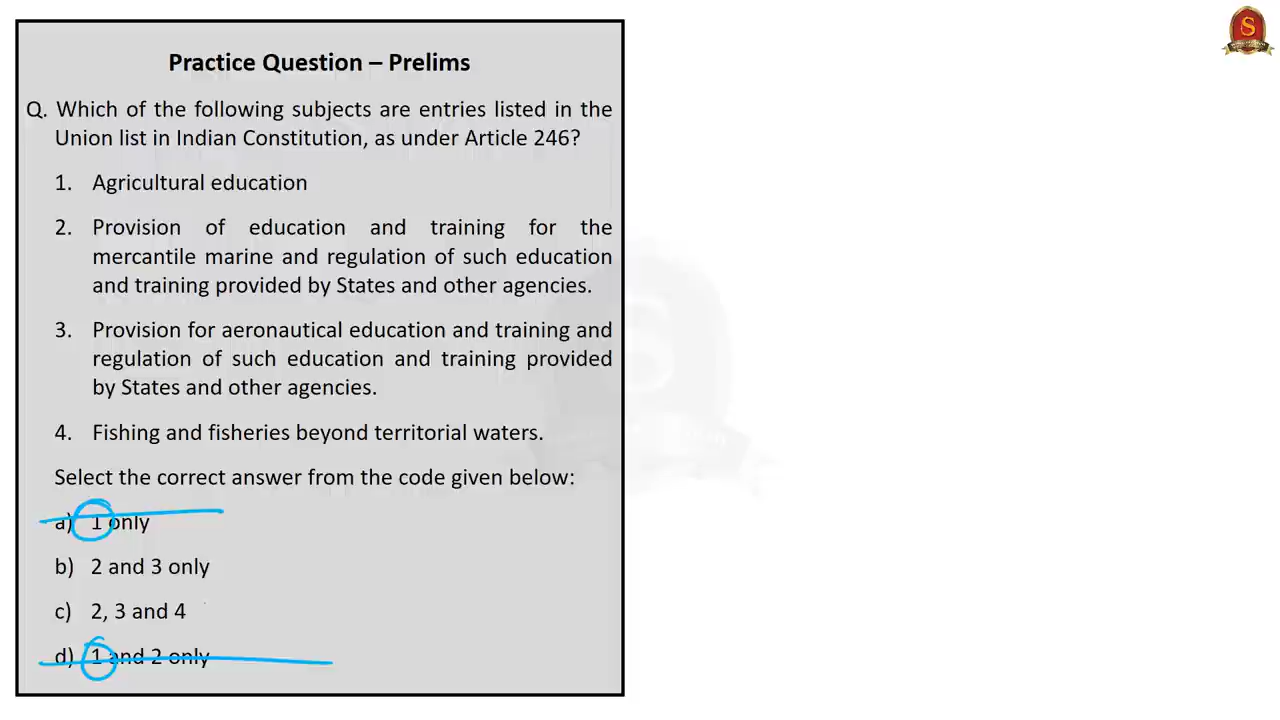 Practice Question – Prelims
Q. Which of the following subjects are entries listed in the
Union list in Indian Constitution, as under Article 246?
1. Agricultural education
2. Provision of education and training for the
mercantile marine and regulation of such education
and training provided by States and other agencies.
3. Provision for aeronautical education and training and
regulation of such education and training provided
by States and other agencies.
4. Fishing and fisheries beyond territorial waters.
Select the correct answer from the code given below:
a) 1 only
b) 2 and 3 only
c) 2, 3 and 4
d) 1 and 2 only
S